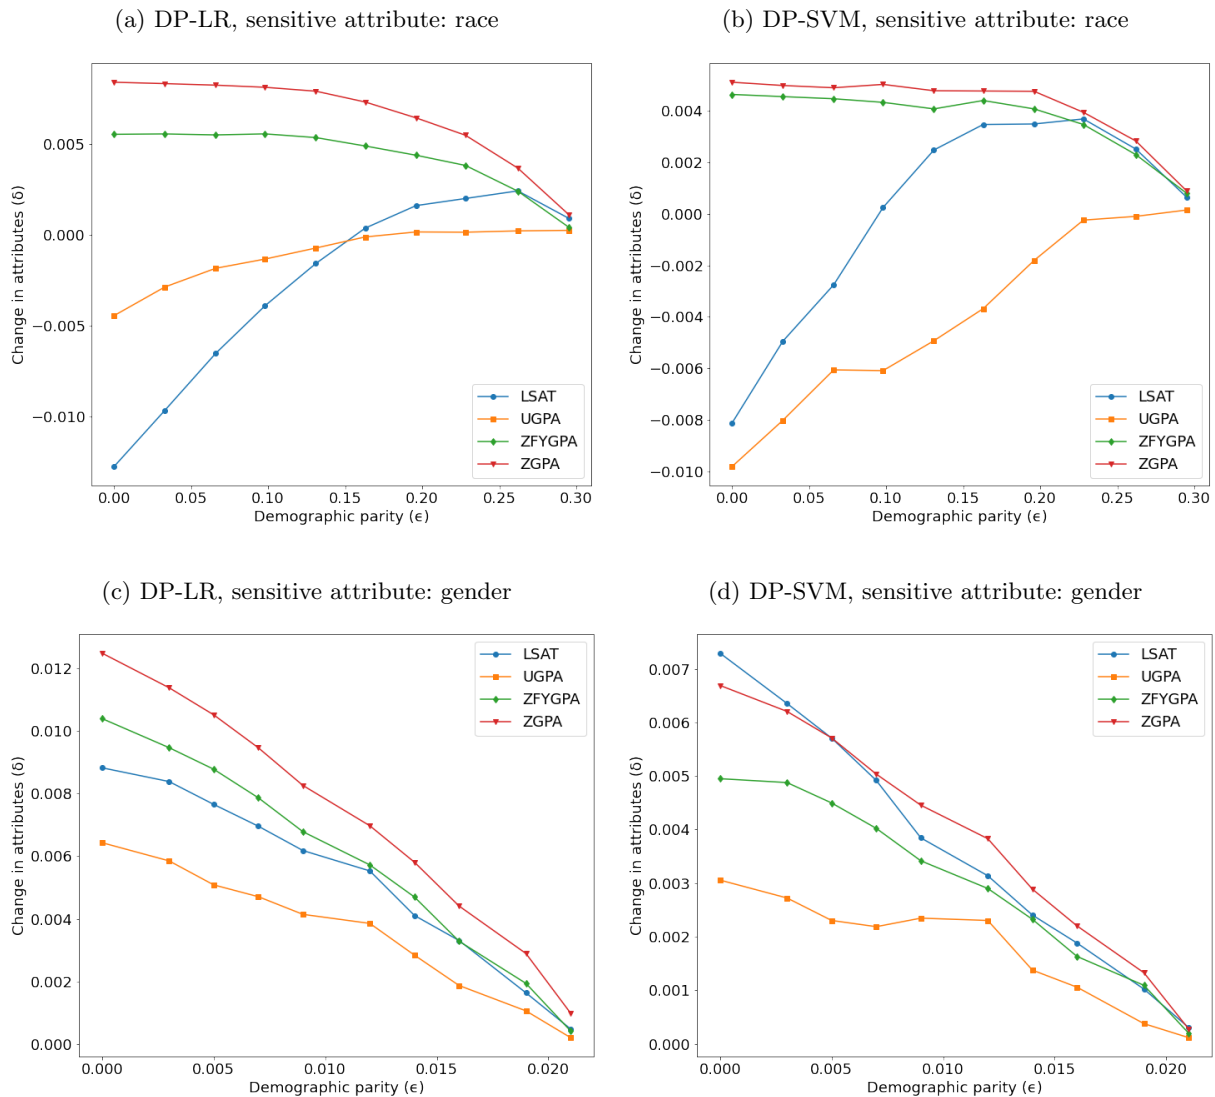 (a) DP-LR, sensitive attribute: race
0.005
0.000
−0.005
−0.010
Change in attributes (δ)
0.00 0.05 0.10 0.15 0.20 0.25 0.30
Demographic parity (ϵ)
LSAT
UGPA
ZFYGPA
ZGPA
(b) DP-SVM, sensitive attribute: race
0.004
0.002
0.000
−0.002
−0.004
−0.006
−0.008
−0.010
Change in attributes (δ)
0.00 0.05 0.10 0.15 0.20 0.25 0.30
Demographic parity (ϵ)
LSAT
UGPA
ZFYGPA
ZGPA
(c) DP-LR, sensitive attribute: gender
0.012
0.010
0.008
0.006
0.004
0.002
0.000
Change in attributes (δ)
0.000 0.005 0.010 0.015 0.020
Demographic parity (ϵ)
LSAT
UGPA
ZFYGPA
ZGPA
(d) DP-SVM, sensitive attribute: gender
0.007
0.006
0.005
0.004
0.003
0.002
0.001
0.000
Change in attributes (δ)
0.000 0.005 0.010 0.015 0.020
Demographic parity (ϵ)
LSAT
UGPA
ZFYGPA
ZGPA